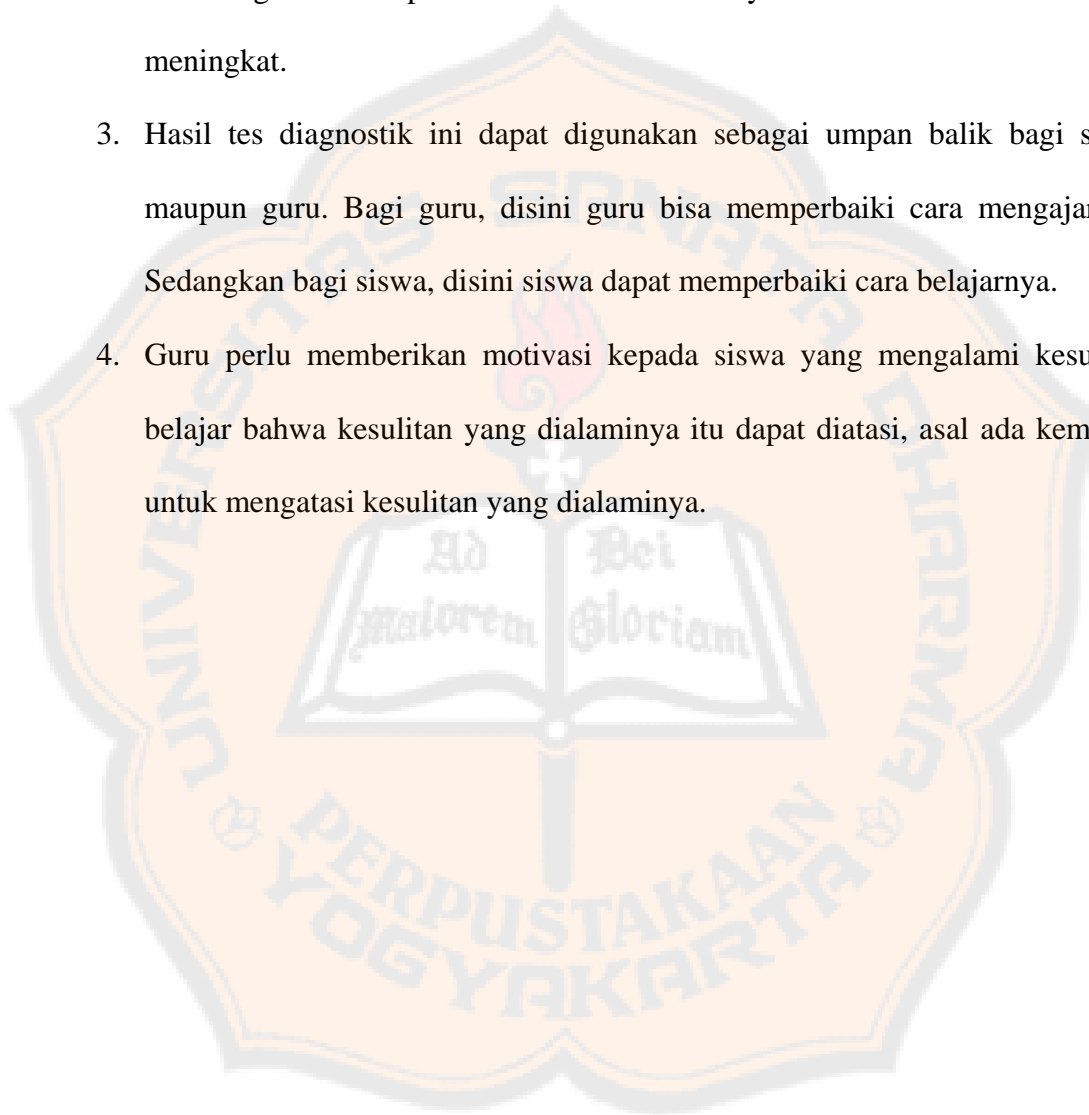 meningkat.
3. Hasil tes diagnostik ini dapat digunakan sebagai umpan balik bagi
maupun guru. Bagi guru, disini guru bisa memperbaiki cara
Sedangkan bagi siswa, disini siswa dapat memperbaiki cara belajarnya.
4. Guru perlu memberikan motivasi kepada siswa yang mengalami
belajar bahwa kesulitan yang dialaminya itu dapat diatasi, asal ada
untuk mengatasi kesulitan yang dialaminya.
UNIVERSITAS SANATA DHARMA
Ad Dei
Maiorem Gloriam
PERPUSTAKAAN
YOGYAKARTA